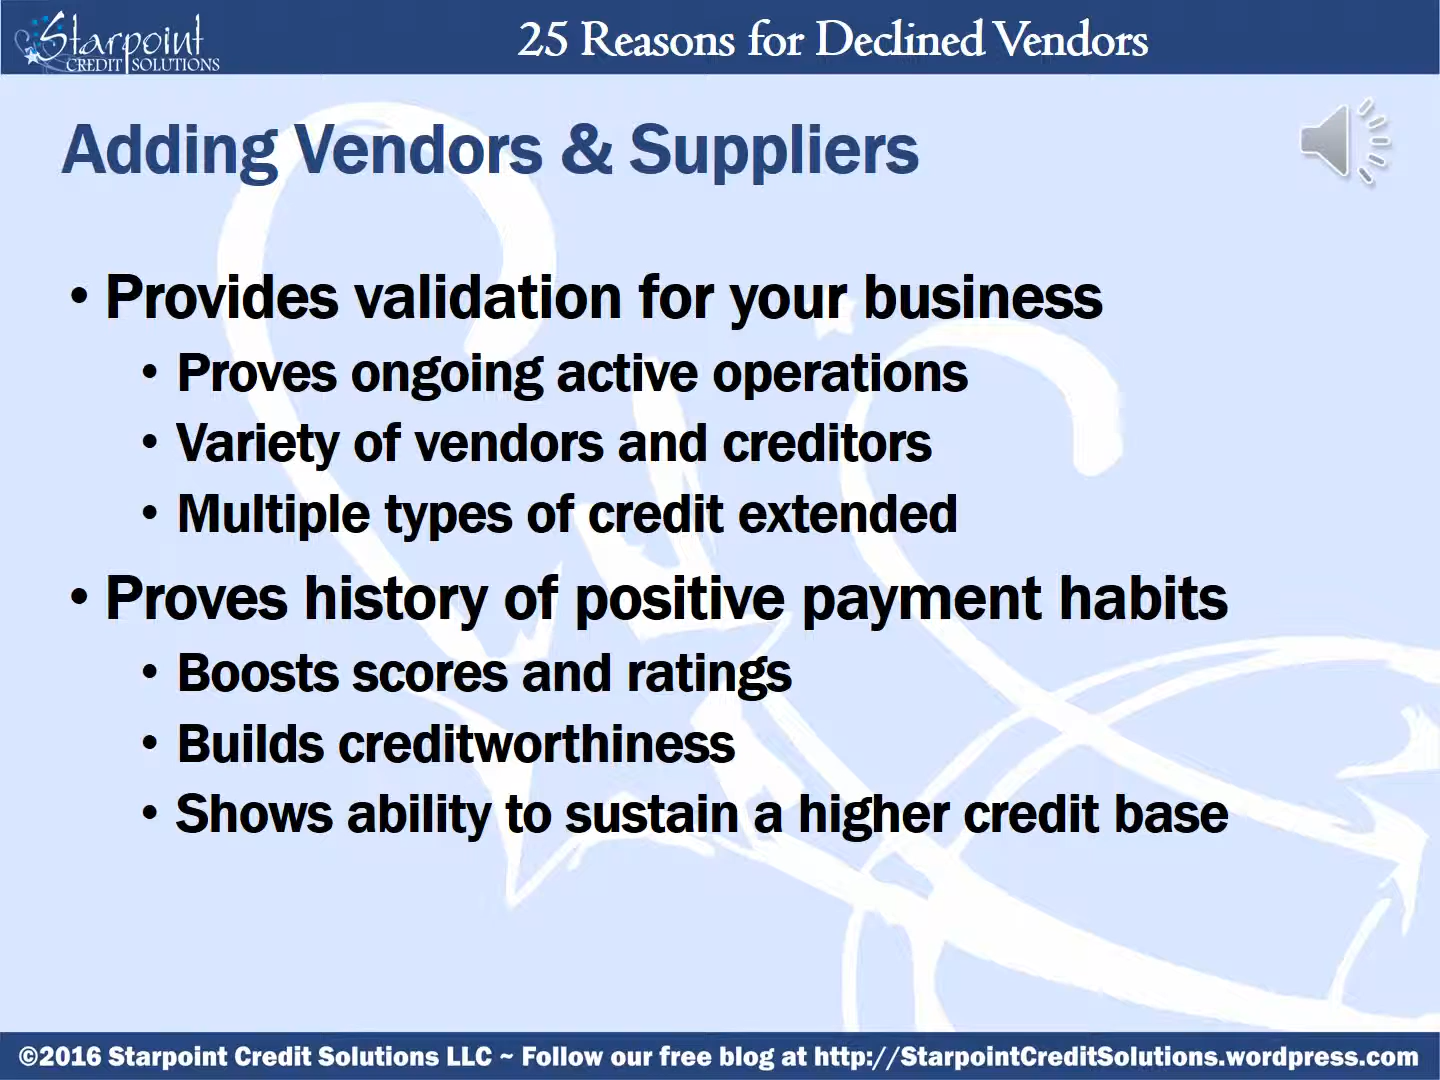 Starpoint
CREDIT SOLUTIONS
25 Reasons for Declined Vendors
Adding Vendors & Suppliers
• Provides validation for your business
• Proves ongoing active operations
• Variety of vendors and creditors
• Multiple types of credit extended
• Proves history of positive payment habits
• Boosts scores and ratings
• Builds creditworthiness
• Shows ability to sustain a higher credit base
©2016 Starpoint Credit Solutions LLC ~ Follow our free blog at http://StarpointCreditSolutions.wordpress.com